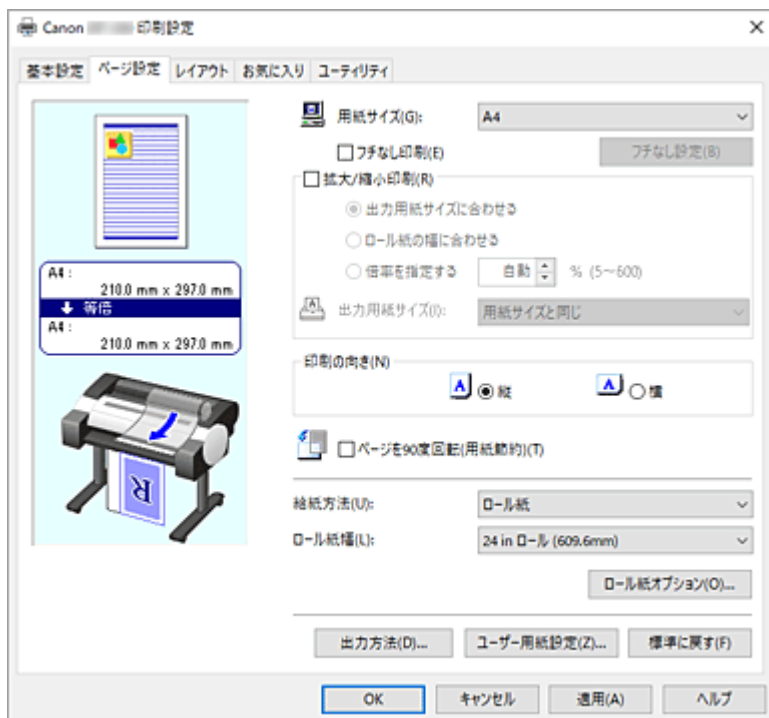 Canon 印刷設定
基本設定 ページ設定 レイアウト お気に入り ユーティリティ
用紙サイズ(G): A4
フチなし印刷(E) フチなし設定(B)
拡大/縮小印刷(R)
出力用紙サイズに合わせる
ロール紙の幅に合わせる
倍率を指定する 自動 % (5~600)
出力用紙サイズ(I): 用紙サイズと同じ
A4 :
210.0 mm x 297.0 mm
等倍
A4 :
210.0 mm x 297.0 mm
印刷の向き(N)
A 縦 A 横
ページを90度回転(用紙節約)(T)
給紙方法(U): ロール紙
ロール紙幅(L): 24 in ロール (609.6mm)
R
ロール紙オプション(O)...
出力方法(D)... ユーザー用紙設定(Z)... 標準に戻す(F)
OK キャンセル 適用(A) ヘルプ